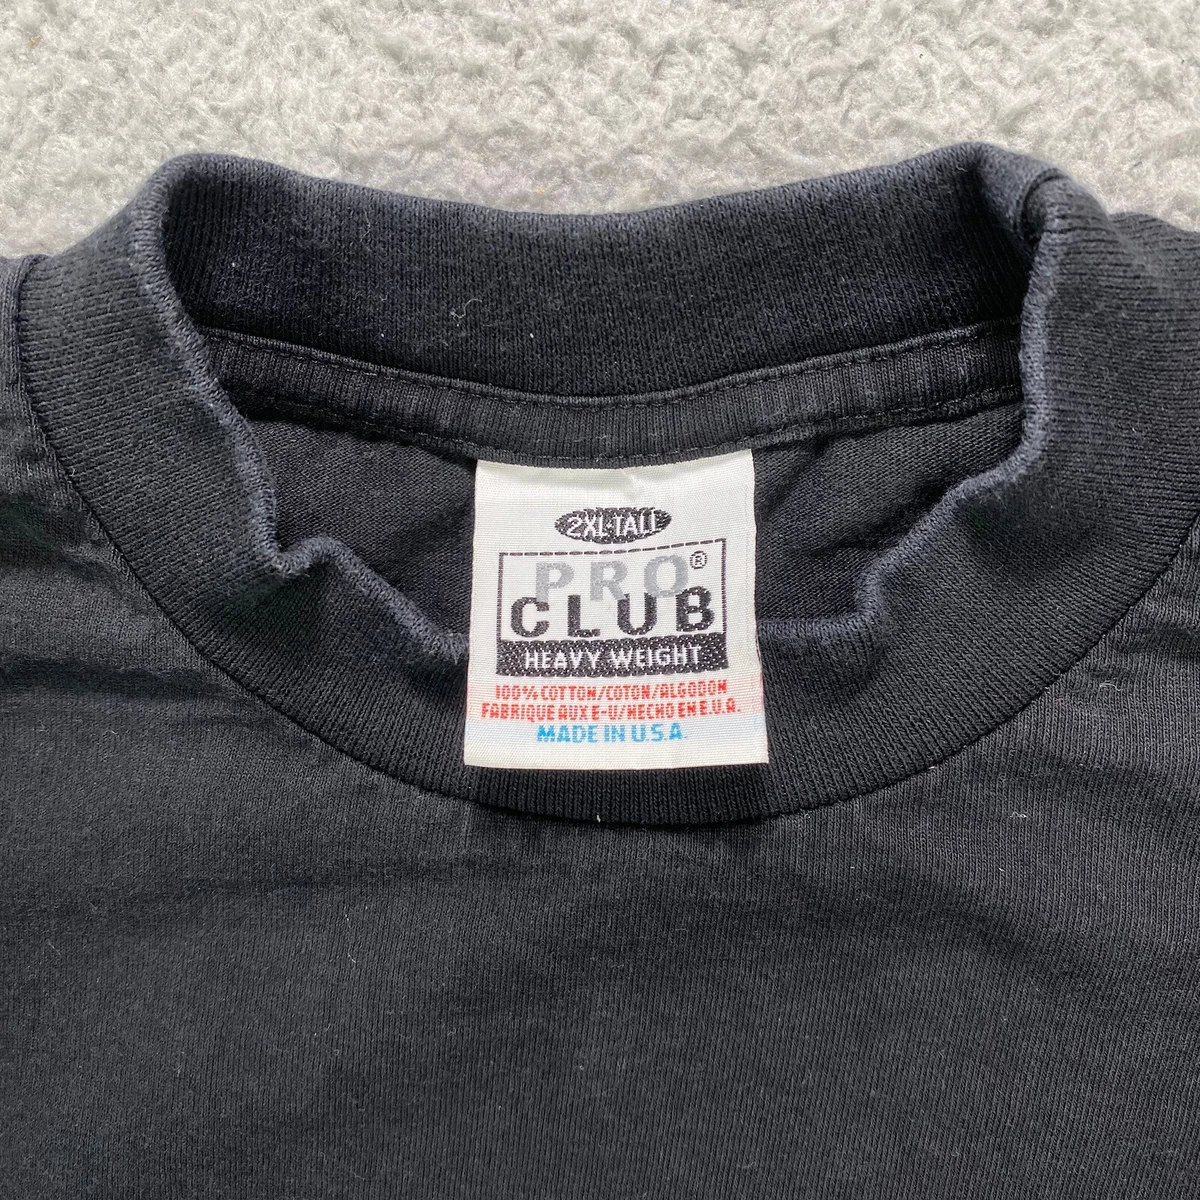 2XL-TALL
PRO®
CLUB
HEAVY WEIGHT
100% COTTON/COTON/ALGODON
FABRIQUE AUX E-U/HECHO EN E.U.A.
MADE IN U.S.A.